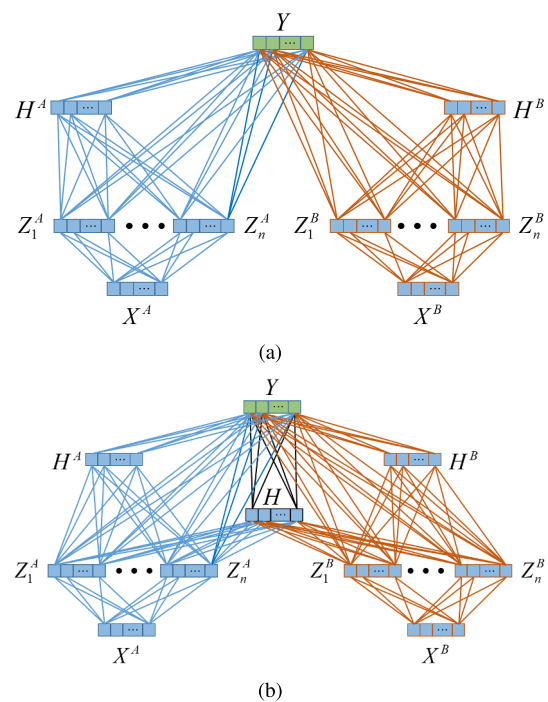 Y
...
H^A ... ... H^B
Z_1^A ... • • • ... Z_n^A Z_1^B ... • • • ... Z_n^B
... ...
X^A X^B
(a)
Y
...
H^A ... ... H^B
H
...
Z_1^A ... • • • ... Z_n^A Z_1^B ... • • • ... Z_n^B
... ...
X^A X^B
(b)